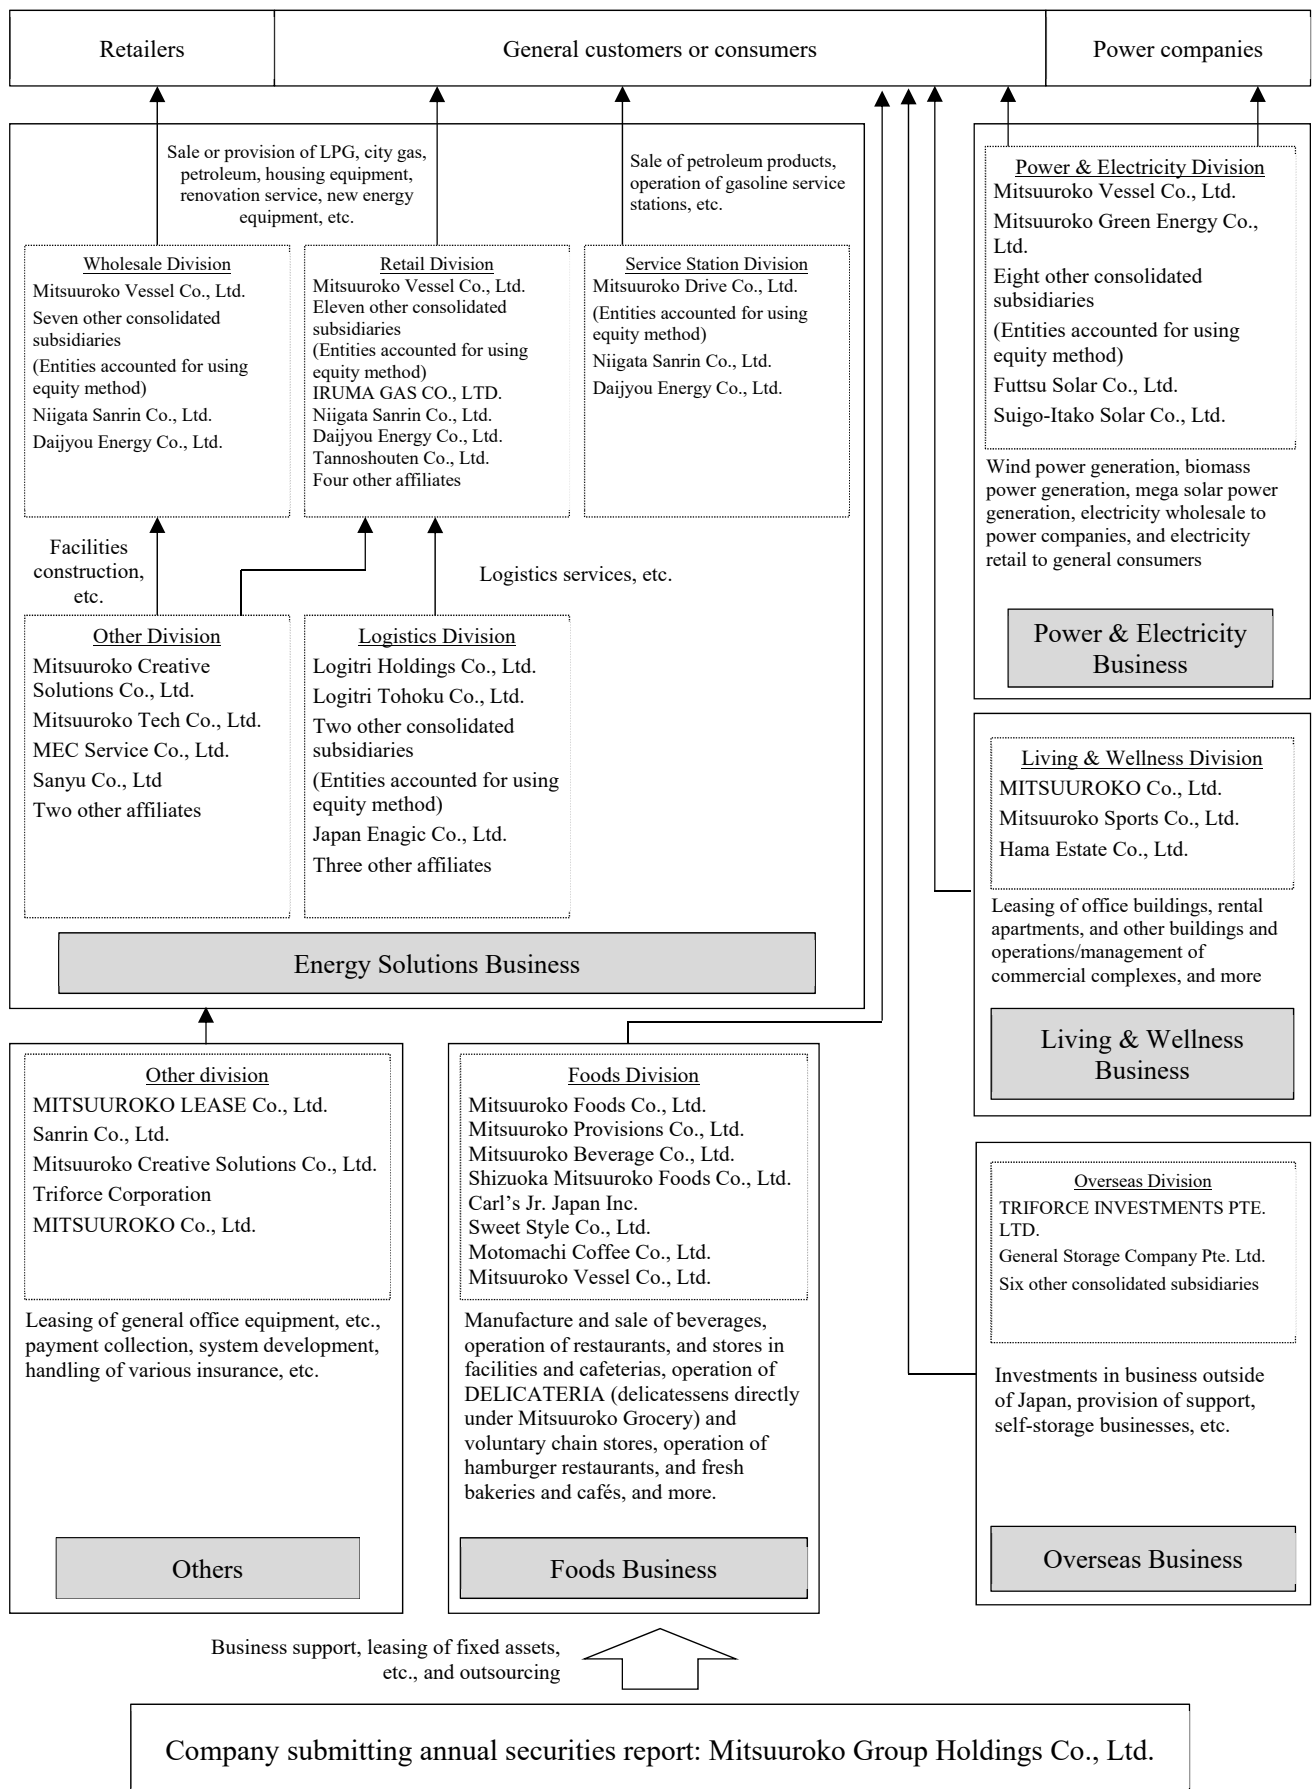 Retailers
General customers or consumers
Power companies
Sale or provision of LPG, city gas,
petroleum, housing equipment,
renovation service, new energy
equipment, etc.
Sale of petroleum products,
operation of gasoline service
stations, etc.
Wholesale Division
Mitsuuroko Vessel Co., Ltd.
Seven other consolidated
subsidiaries
(Entities accounted for using
equity method)
Niigata Sanrin Co., Ltd.
Daijyou Energy Co., Ltd.
Retail Division
Mitsuuroko Vessel Co., Ltd.
Eleven other consolidated
subsidiaries
(Entities accounted for using
equity method)
IRUMA GAS CO., LTD.
Niigata Sanrin Co., Ltd.
Daijyou Energy Co., Ltd.
Tannoshouten Co., Ltd.
Four other affiliates
Service Station Division
Mitsuuroko Drive Co., Ltd.
(Entities accounted for using
equity method)
Niigata Sanrin Co., Ltd.
Daijyou Energy Co., Ltd.
Facilities
construction,
etc.
Logistics services, etc.
Other Division
Mitsuuroko Creative
Solutions Co., Ltd.
Mitsuuroko Tech Co., Ltd.
MEC Service Co., Ltd.
Sanyu Co., Ltd
Two other affiliates
Logistics Division
Logitri Holdings Co., Ltd.
Logitri Tohoku Co., Ltd.
Two other consolidated
subsidiaries
(Entities accounted for using
equity method)
Japan Enagic Co., Ltd.
Three other affiliates
Energy Solutions Business
Power & Electricity Division
Mitsuuroko Vessel Co., Ltd.
Mitsuuroko Green Energy Co.,
Ltd.
Eight other consolidated
subsidiaries
(Entities accounted for using
equity method)
Futtsu Solar Co., Ltd.
Suigo-Itako Solar Co., Ltd.
Wind power generation, biomass
power generation, mega solar power
generation, electricity wholesale to
power companies, and electricity
retail to general consumers
Power & Electricity
Business
Living & Wellness Division
MITSUUROKO Co., Ltd.
Mitsuuroko Sports Co., Ltd.
Hama Estate Co., Ltd.
Leasing of office buildings, rental
apartments, and other buildings and
operations/management of
commercial complexes, and more
Living & Wellness
Business
Other division
MITSUUROKO LEASE Co., Ltd.
Sanrin Co., Ltd.
Mitsuuroko Creative Solutions Co., Ltd.
Triforce Corporation
MITSUUROKO Co., Ltd.
Leasing of general office equipment, etc.,
payment collection, system development,
handling of various insurance, etc.
Others
Foods Division
Mitsuuroko Foods Co., Ltd.
Mitsuuroko Provisions Co., Ltd.
Mitsuuroko Beverage Co., Ltd.
Shizuoka Mitsuuroko Foods Co., Ltd.
Carl’s Jr. Japan Inc.
Sweet Style Co., Ltd.
Motomachi Coffee Co., Ltd.
Mitsuuroko Vessel Co., Ltd.
Manufacture and sale of beverages,
operation of restaurants, and stores in
facilities and cafeterias, operation of
DELICATERIA (delicatessens directly
under Mitsuuroko Grocery) and
voluntary chain stores, operation of
hamburger restaurants, and fresh
bakeries and cafés, and more.
Foods Business
Overseas Division
TRIFORCE INVESTMENTS PTE.
LTD.
General Storage Company Pte. Ltd.
Six other consolidated subsidiaries
Investments in business outside
of Japan, provision of support,
self-storage businesses, etc.
Overseas Business
Business support, leasing of fixed assets,
etc., and outsourcing
Company submitting annual securities report: Mitsuuroko Group Holdings Co., Ltd.